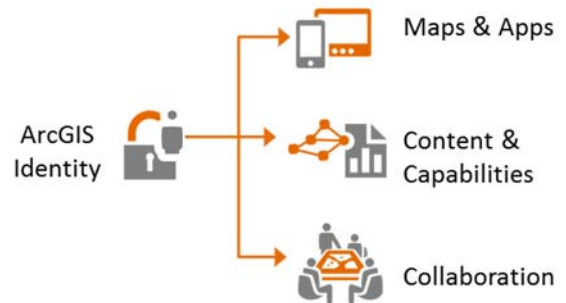 ArcGIS
Identity
Maps & Apps
Content &
Capabilities
Collaboration